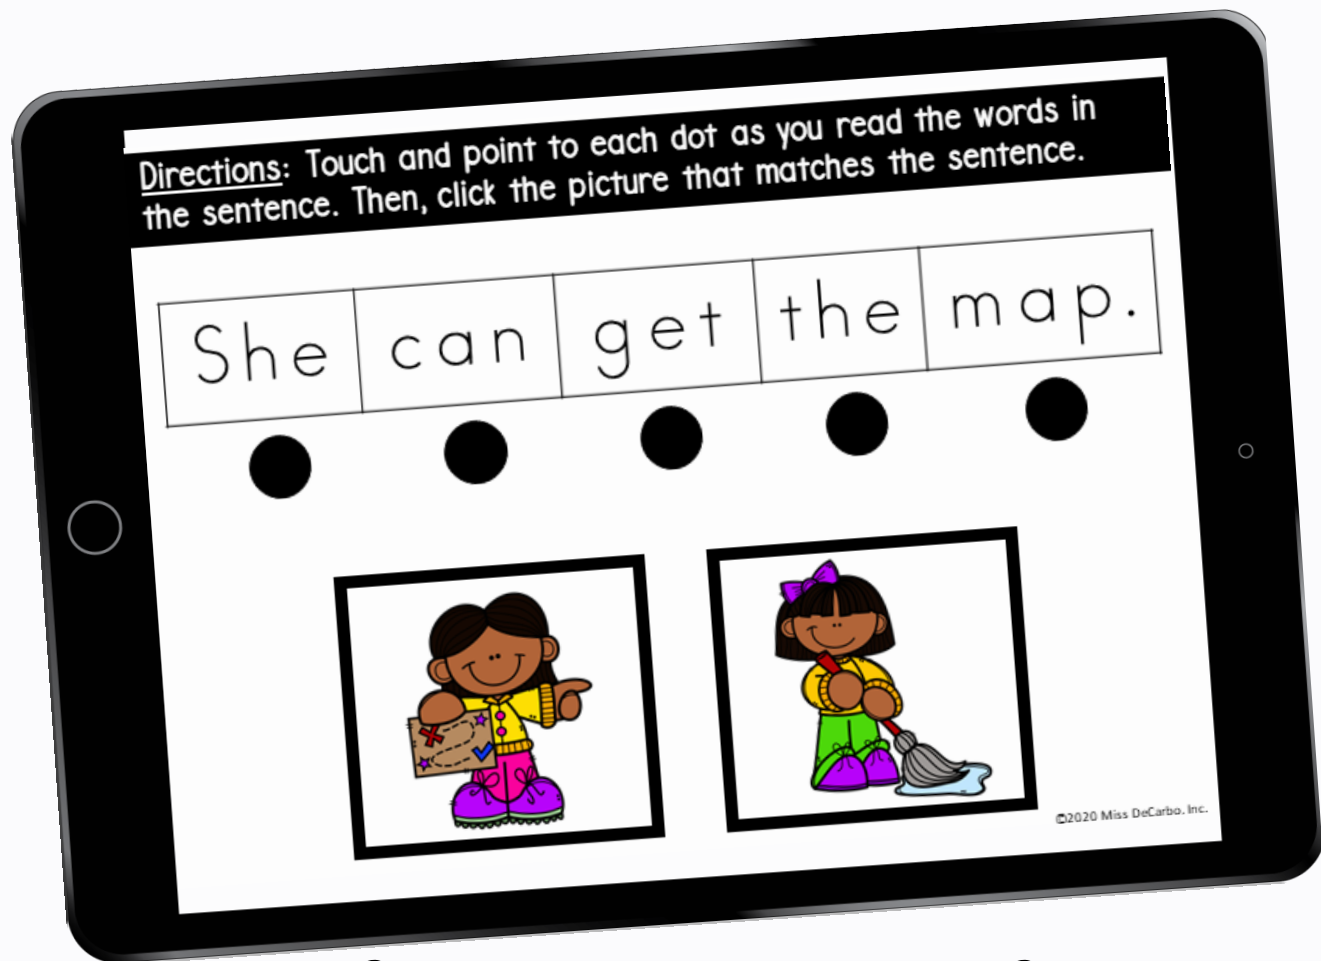 Directions: Touch and point to each dot as you read the words in
the sentence. Then, click the picture that matches the sentence.
She can get the map.
©2020 Miss DeCarbo, Inc.